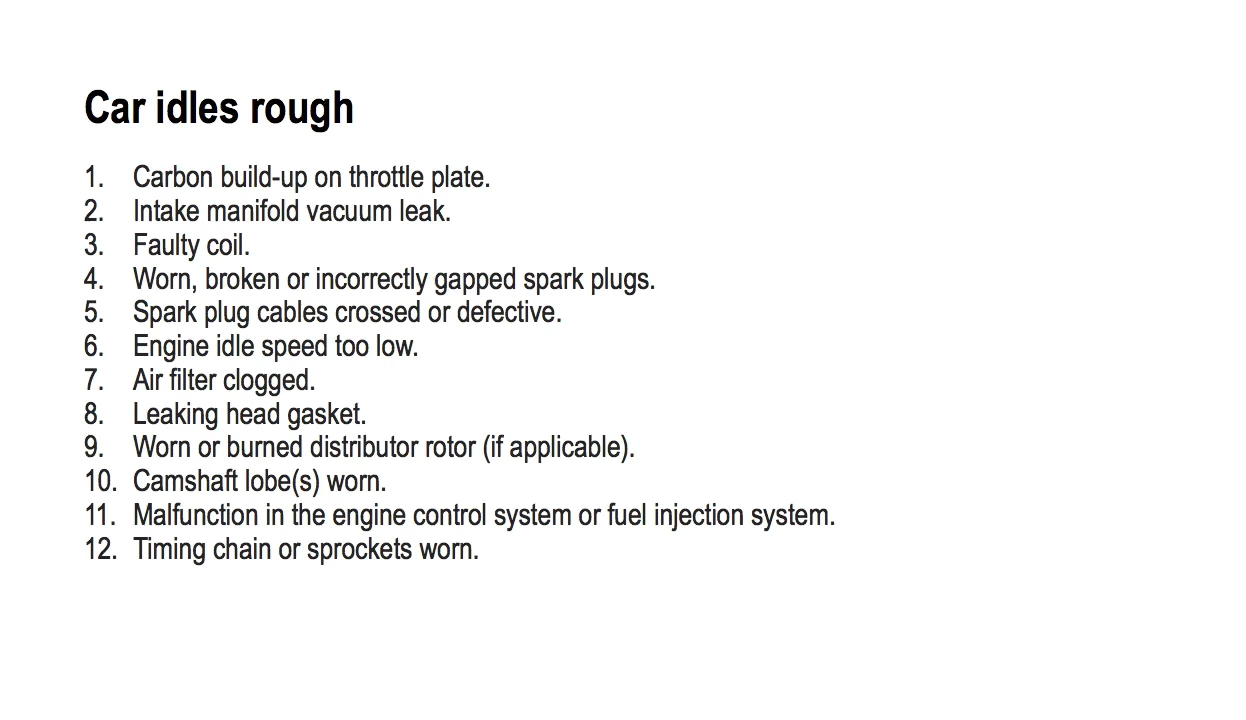 Car idles rough
1. Carbon build-up on throttle plate.
2. Intake manifold vacuum leak.
3. Faulty coil.
4. Worn, broken or incorrectly gapped spark plugs.
5. Spark plug cables crossed or defective.
6. Engine idle speed too low.
7. Air filter clogged.
8. Leaking head gasket.
9. Worn or burned distributor rotor (if applicable).
10. Camshaft lobe(s) worn.
11. Malfunction in the engine control system or fuel injection system.
12. Timing chain or sprockets worn.